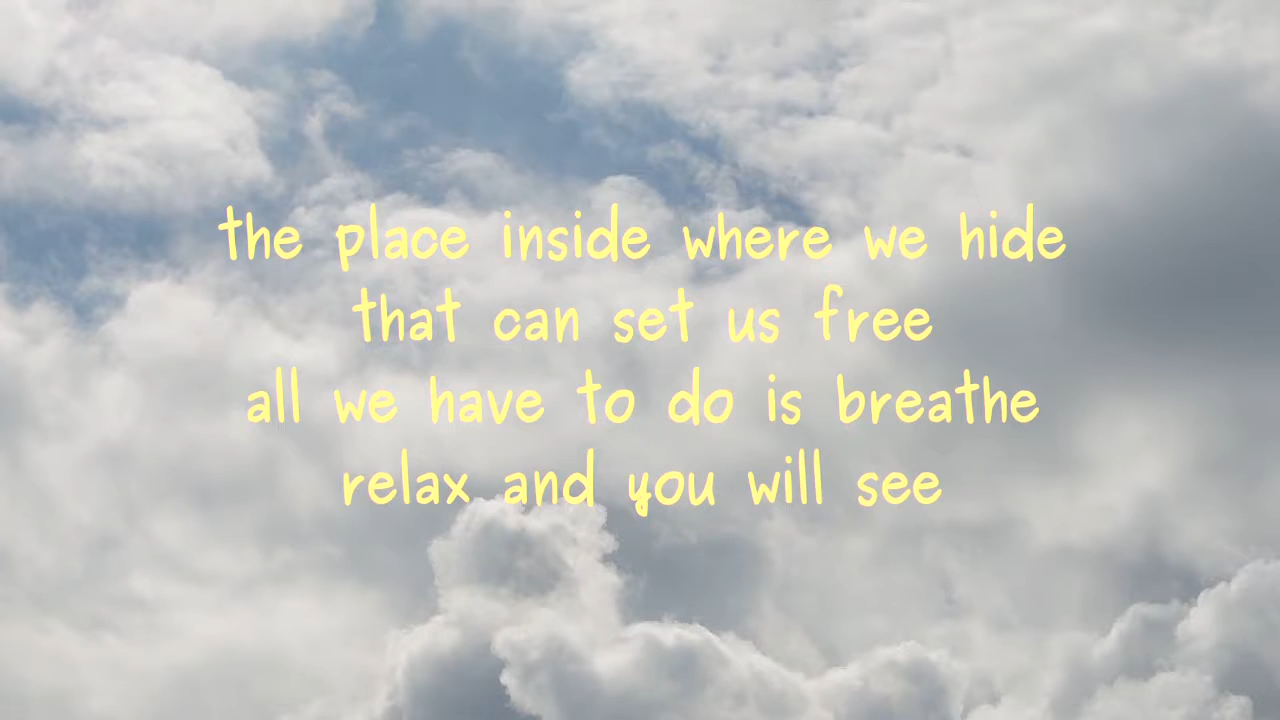 the place inside where we hide
that can set us free
all we have to do is breathe
relax and you will see